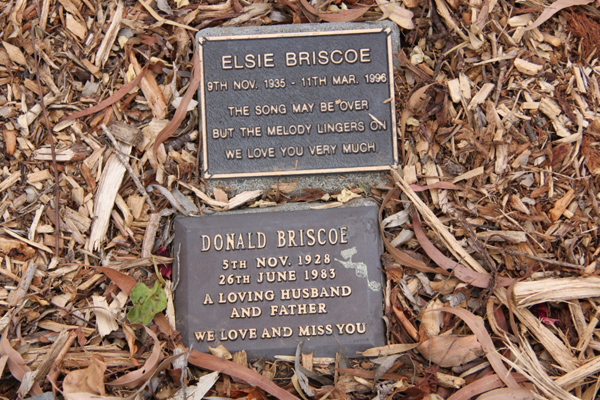 ELSIE BRISCOE
9TH NOV. 1935 - 11TH MAR. 1996
THE SONG MAY BE OVER
BUT THE MELODY LINGERS ON
WE LOVE YOU VERY MUCH.
DONALD BRISCOE
5TH NOV. 1928
26TH JUNE 1983
A LOVING HUSBAND
AND FATHER
WE LOVE AND MISS YOU